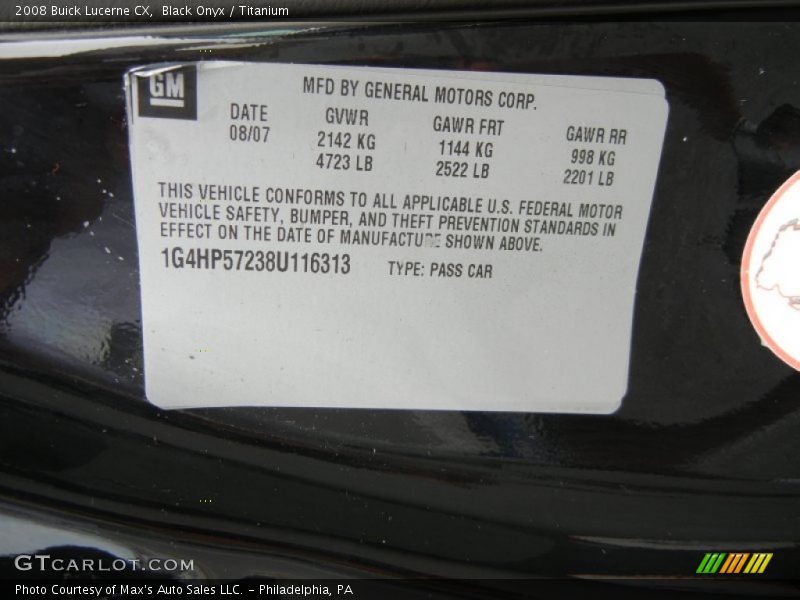 2008 Buick Lucerne CX, Black Onyx / Titanium
GM
MFD BY GENERAL MOTORS CORP.
DATE GVWR GAWR FRT GAWR RR
08/07 2142 KG 1144 KG 998 KG
4723 LB 2522 LB 2201 LB
THIS VEHICLE CONFORMS TO ALL APPLICABLE U.S. FEDERAL MOTOR
VEHICLE SAFETY, BUMPER, AND THEFT PREVENTION STANDARDS IN
EFFECT ON THE DATE OF MANUFACTURE SHOWN ABOVE.
1G4HP57238U116313 TYPE: PASS CAR
GTCARLOT.COM
Photo Courtesy of Max's Auto Sales LLC. - Philadelphia, PA